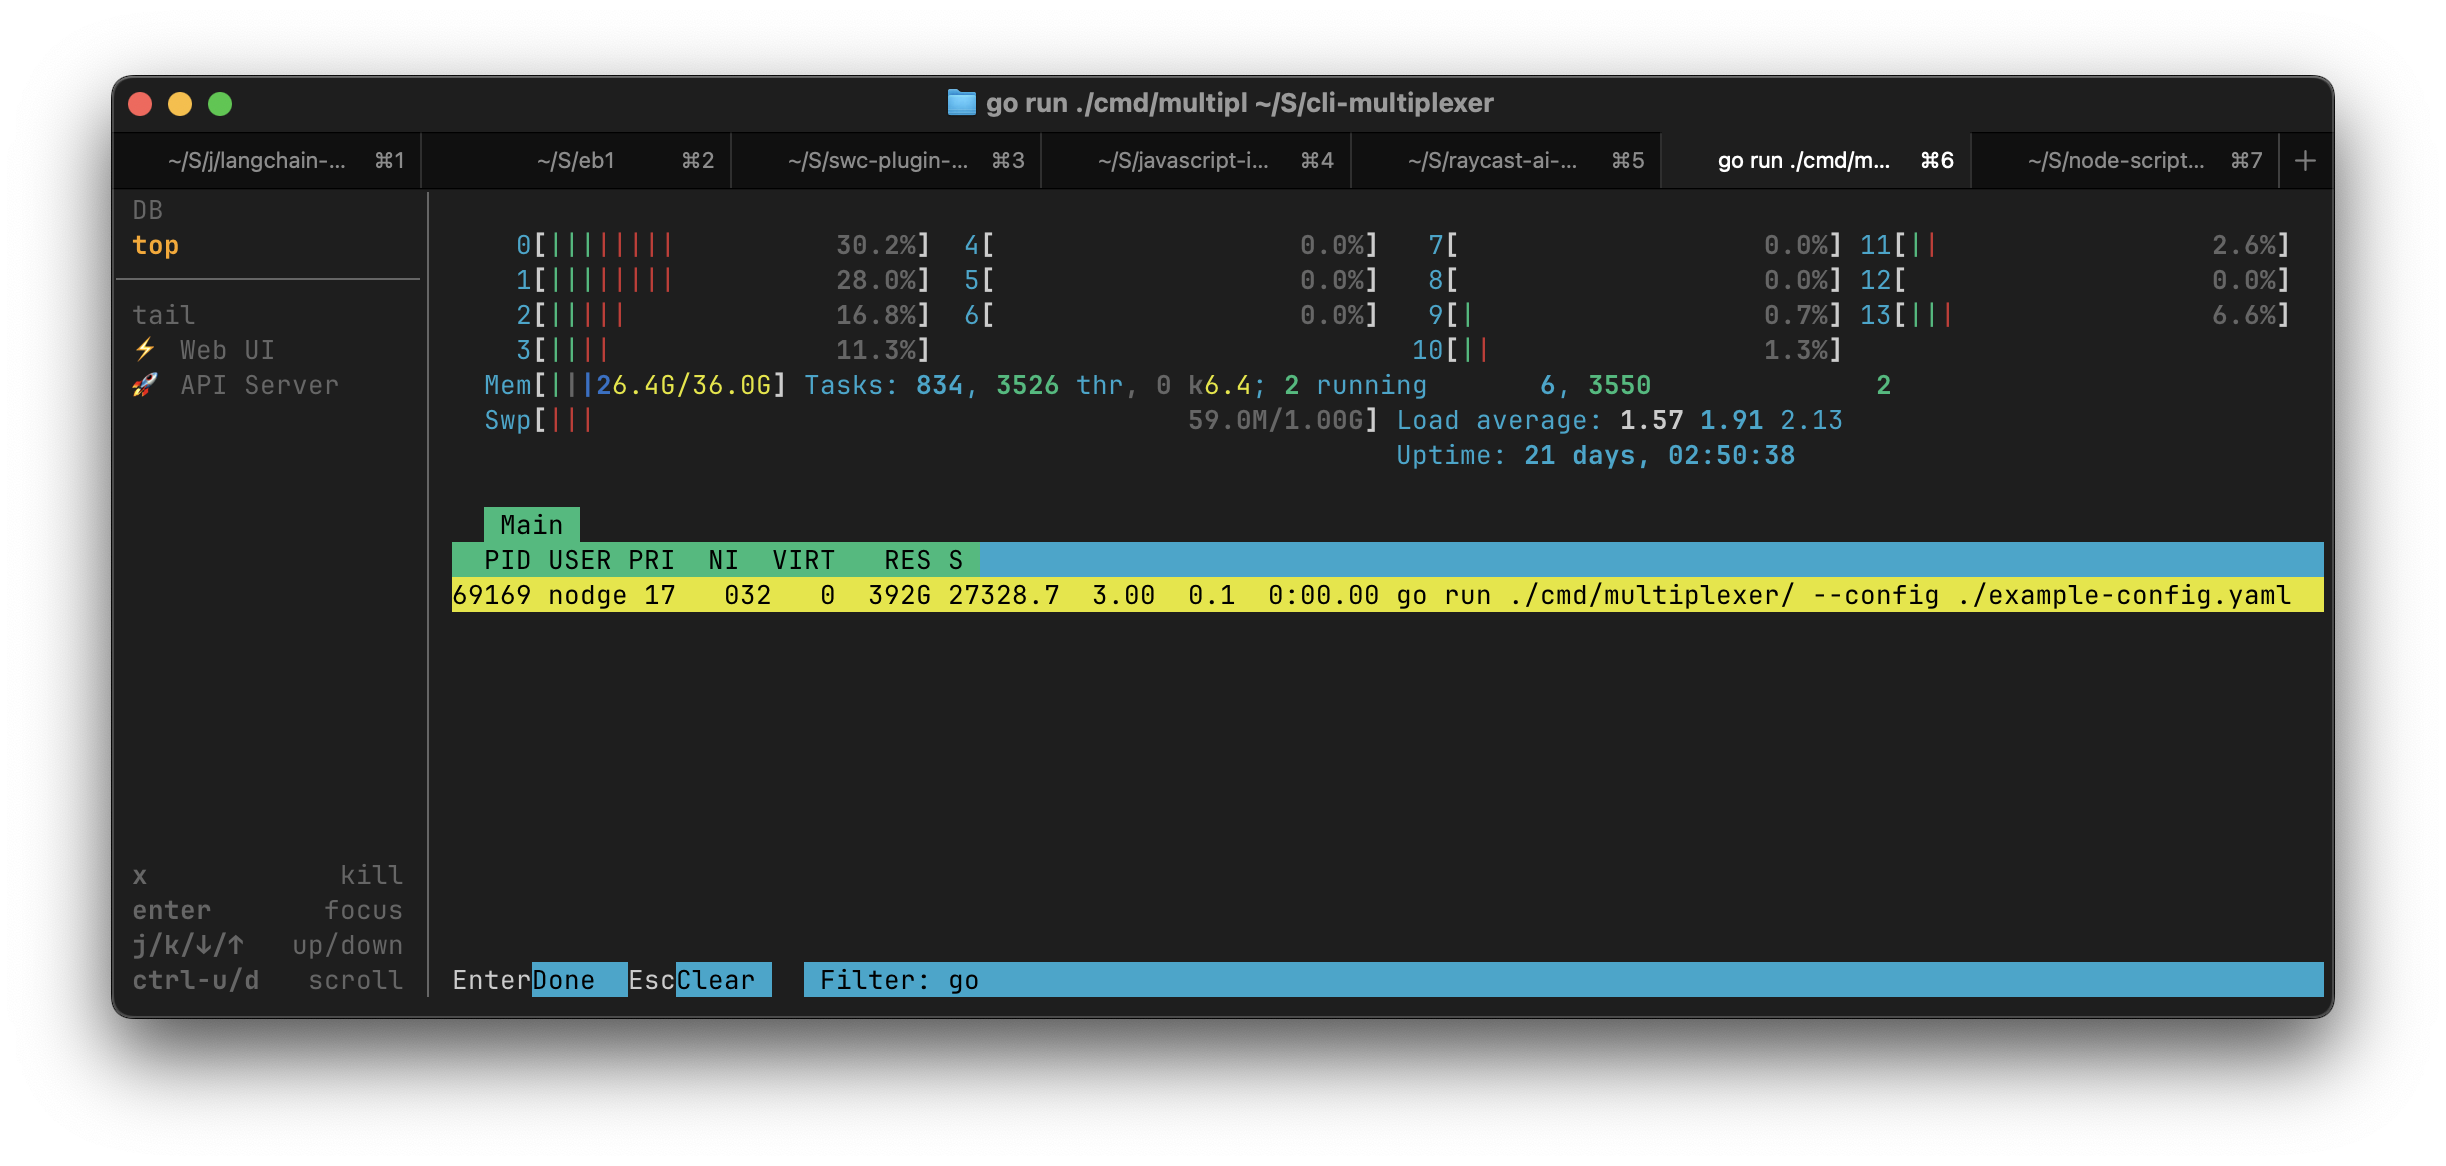 go run ./cmd/multipl ~/S/cli-multiplexer
~/S/j/langchain-... ⌘1 ~/S/eb1 ⌘2 ~/S/swc-plugin-... ⌘3 ~/S/javascript-i... ⌘4 ~/S/raycast-ai-... ⌘5 go run ./cmd/m... ⌘6 ~/S/node-script... ⌘7 +
DB
top
tail
⚡ Web UI
🚀 API Server
x kill
enter focus
j/k/↓/↑ up/down
ctrl-u/d scroll
0[|||||||| 30.2%] 4[ 0.0%] 7[ 0.0%] 11[|| 2.6%]
1[|||||||| 28.0%] 5[ 0.0%] 8[ 0.0%] 12[ 0.0%]
2[||||| 16.8%] 6[ 0.0%] 9[| 0.7%] 13[||| 6.6%]
3[|||| 11.3%] 10[|| 1.3%]
Mem[|||26.4G/36.0G] Tasks: 834, 3526 thr, 0 k6.4; 2 running 6, 3550 2
Swp[||| 59.0M/1.00G] Load average: 1.57 1.91 2.13
Uptime: 21 days, 02:50:38
Main
PID USER PRI NI VIRT RES S
69169 nodge 17 032 0 392G 27328.7 3.00 0.1 0:00.00 go run ./cmd/multiplexer/ --config ./example-config.yaml
EnterDone EscClear Filter: go